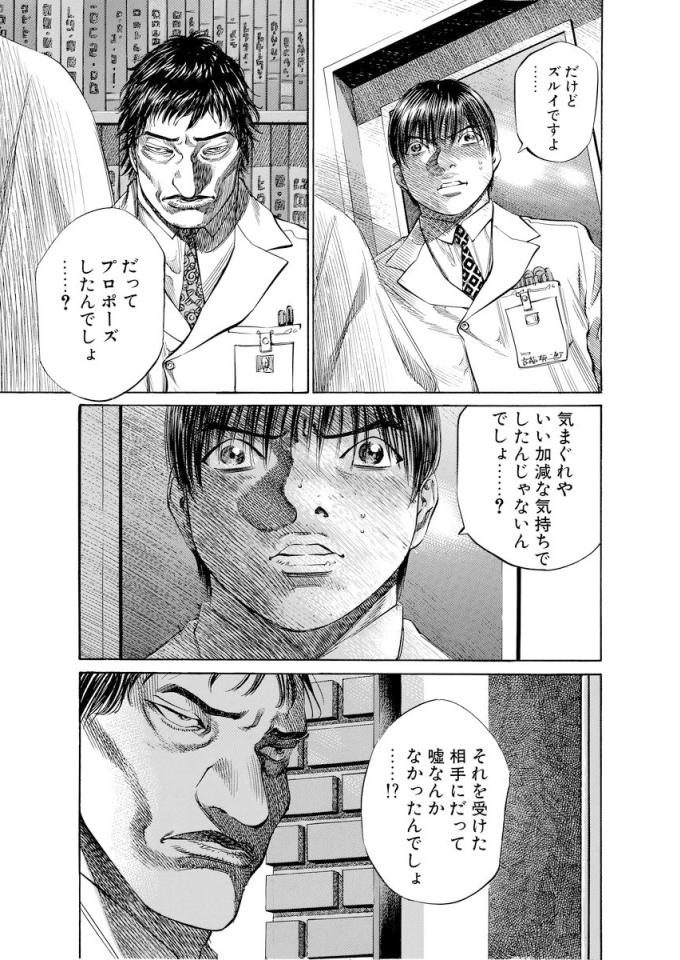 だけど
ズルイですよ
……
だって
プロポーズ
したんでしょ
……?
気まぐれや
いい加減な気持ちで
したんじゃないん
でしょ……?
それを受けた
相手にだって
嘘なんか
なかったんでしょ
……!?